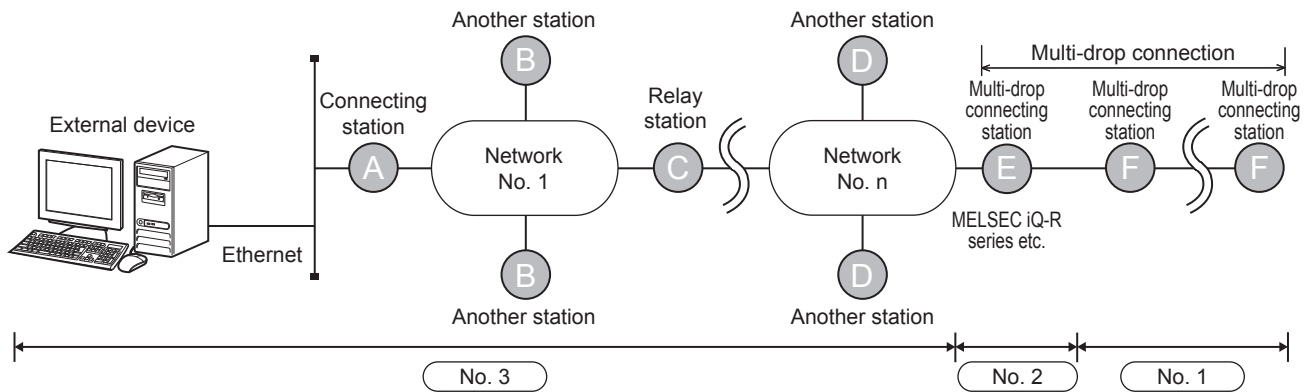 Another station
Another station
Multi-drop connection
B
D
Connecting
station
Relay
station
Multi-drop
connecting
station
Multi-drop
connecting
station
Multi-drop
connecting
station
External device
A
Network
No. 1
C
Network
No. n
E
F
F
MELSEC iQ-R
series etc.
Ethernet
B
D
Another station
Another station
No. 3
No. 2
No. 1